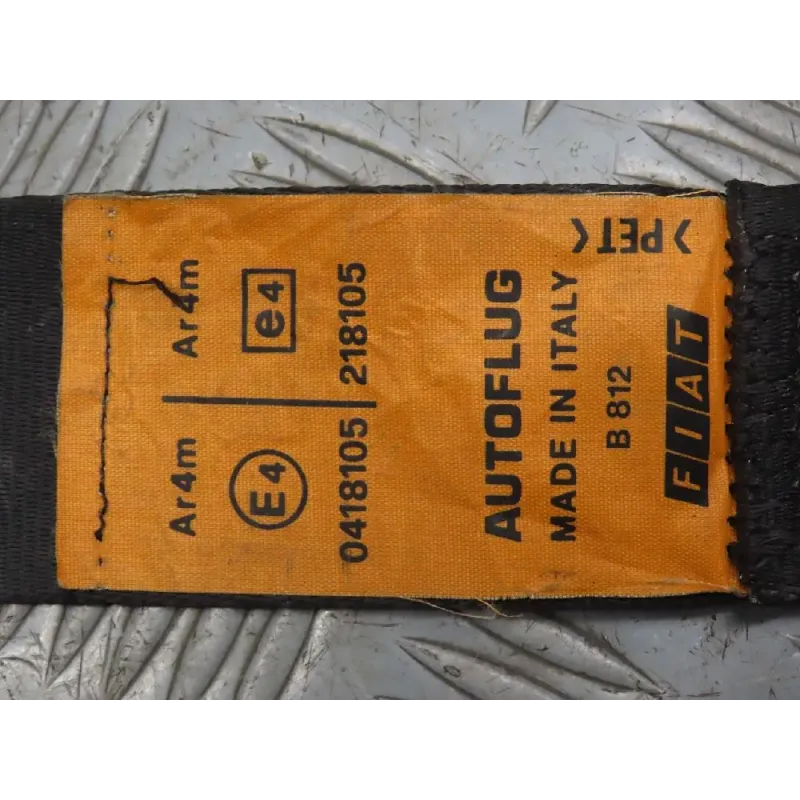 Ar4m
e4
218105
Ar4m
E4
0418105
AUTOFLUG
MADE IN ITALY
B 812
FIAT
>PET<